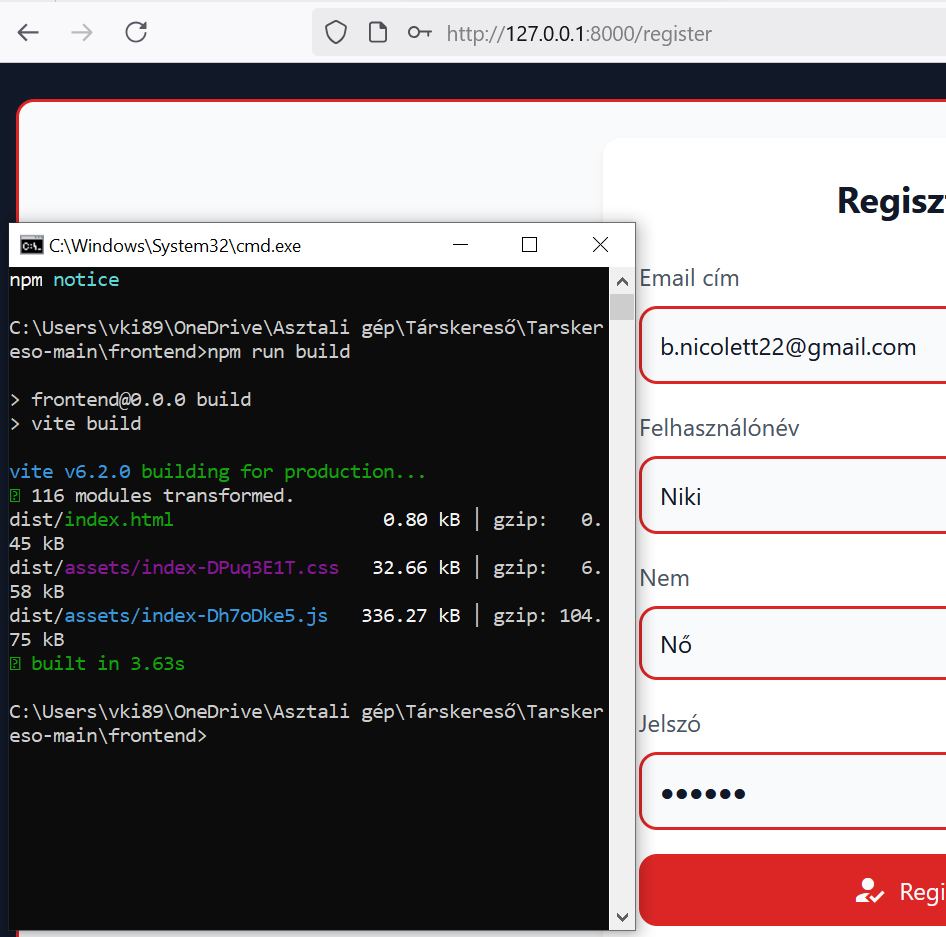 http://127.0.0.1:8000/register
Regisz
C:\Windows\System32\cmd.exe
npm notice
C:\Users\vki89\OneDrive\Asztali gép\Társkereső\Tarsker
eso-main\frontend>npm run build
> frontend@0.0.0 build
> vite build
vite v6.2.0 building for production...
116 modules transformed.
dist/index.html 0.80 kB │ gzip: 0.
45 kB
dist/assets/index-DPuq3E1T.css 32.66 kB │ gzip: 6.
58 kB
dist/assets/index-Dh7oDke5.js 336.27 kB │ gzip: 104.
75 kB
built in 3.63s
C:\Users\vki89\OneDrive\Asztali gép\Társkereső\Tarsker
eso-main\frontend>
Email cím
b.nicolett22@gmail.com
Felhasználónév
Niki
Nem
Nő
Jelszó
••••••
Regi